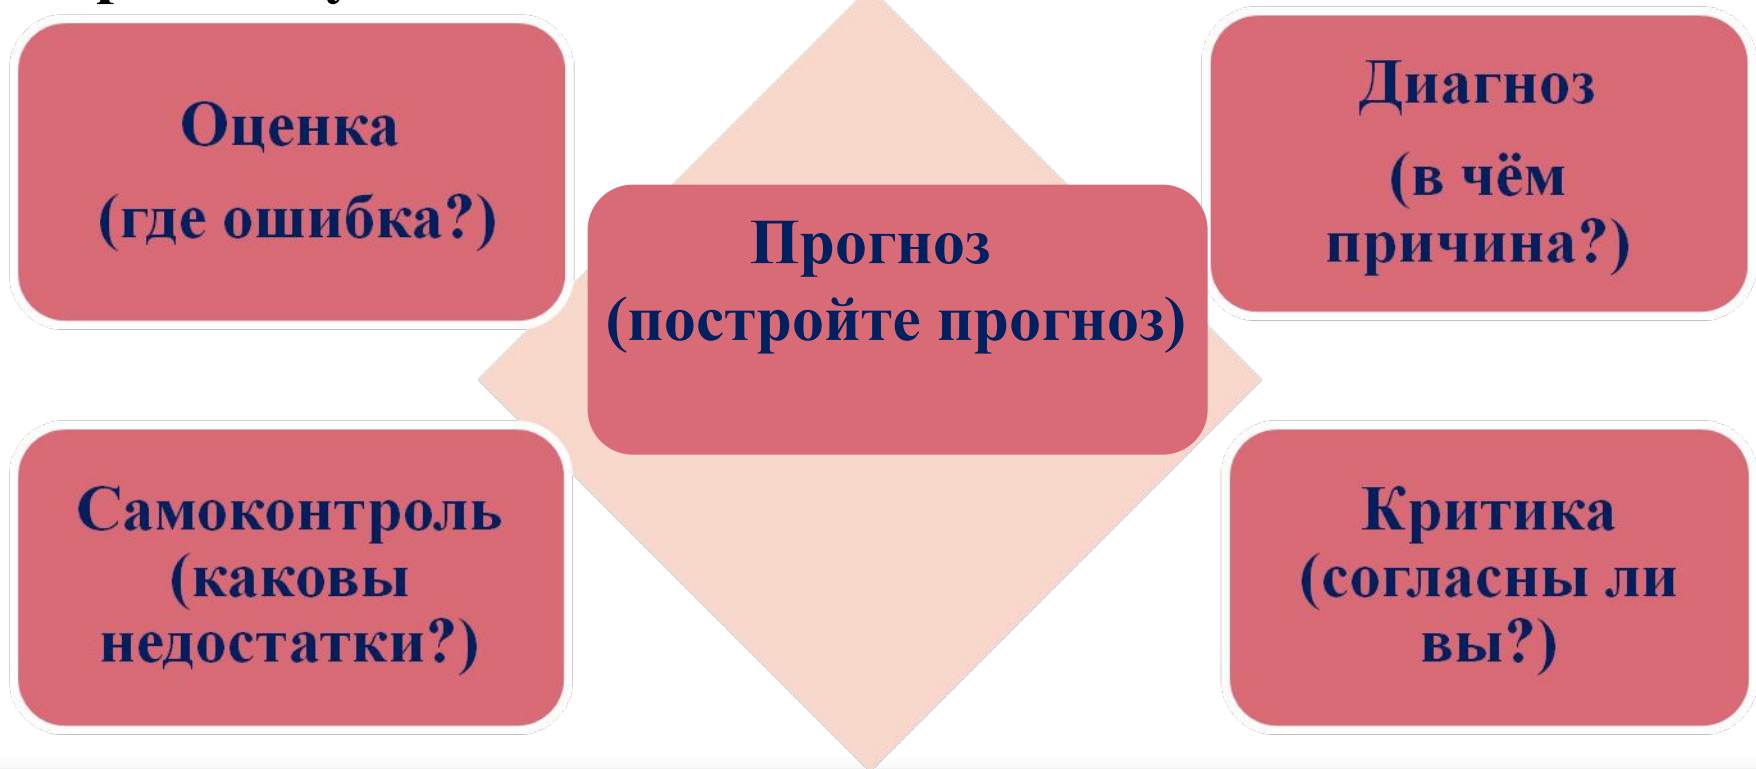 Оценка
(где ошибка?)
Прогноз
(постройте прогноз)
Диагноз
(в чём
причина?)
Самоконтроль
(каковы
недостатки?)
Критика
(согласны ли
вы?)